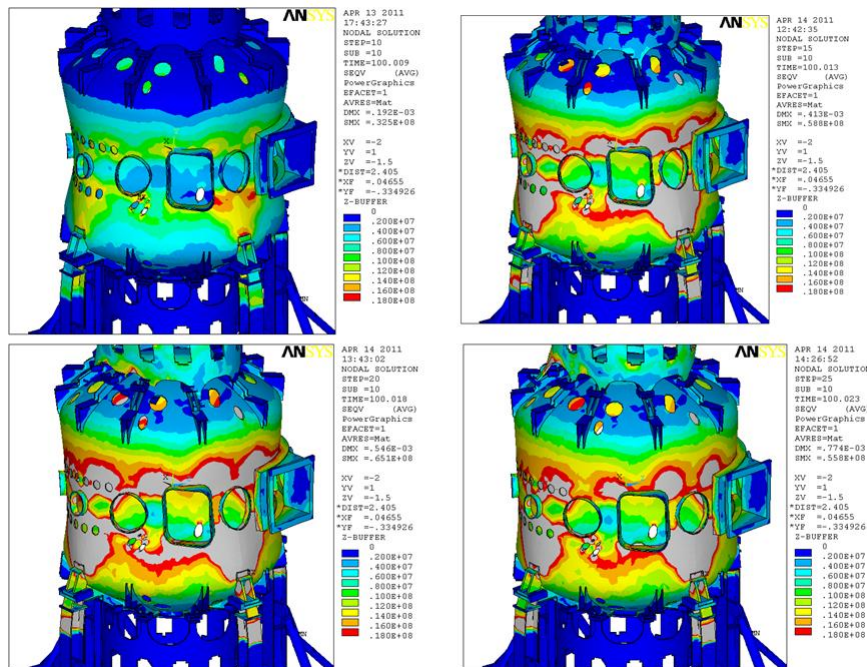 ANSYS
APR 13 2011
17:43:27
NODAL SOLUTION
STEP=10
SUB =10
TIME=100.009
SEQV (AVG)
PowerGraphics
EFACET=1
AVRES=Mat
DMX =.192E-03
SMX =.325E+08
XV =-2
YV =1
ZV =-1.5
*DIST=2.405
*XF =.04655
*YF =-.334926
Z-BUFFER
0
.200E+07
.400E+07
.600E+07
.800E+07
.100E+08
.120E+08
.140E+08
.160E+08
.180E+08
ANSYS
APR 14 2011
12:42:35
NODAL SOLUTION
STEP=15
SUB =10
TIME=100.013
SEQV (AVG)
PowerGraphics
EFACET=1
AVRES=Mat
DMX =.413E-03
SMX =.588E+08
XV =-2
YV =1
ZV =-1.5
*DIST=2.405
*XF =.04655
*YF =-.334926
Z-BUFFER
0
.200E+07
.400E+07
.600E+07
.800E+07
.100E+08
.120E+08
.140E+08
.160E+08
.180E+08
ANSYS
APR 14 2011
13:43:02
NODAL SOLUTION
STEP=20
SUB =10
TIME=100.018
SEQV (AVG)
PowerGraphics
EFACET=1
AVRES=Mat
DMX =.546E-03
SMX =.651E+08
XV =-2
YV =1
ZV =-1.5
*DIST=2.405
*XF =.04655
*YF =-.334926
Z-BUFFER
0
.200E+07
.400E+07
.600E+07
.800E+07
.100E+08
.120E+08
.140E+08
.160E+08
.180E+08
ANSYS
APR 14 2011
14:26:52
NODAL SOLUTION
STEP=25
SUB =10
TIME=100.023
SEQV (AVG)
PowerGraphics
EFACET=1
AVRES=Mat
DMX =.774E-03
SMX =.558E+08
XV =-2
YV =1
ZV =-1.5
*DIST=2.405
*XF =.04655
*YF =-.334926
Z-BUFFER
0
.200E+07
.400E+07
.600E+07
.800E+07
.100E+08
.120E+08
.140E+08
.160E+08
.180E+08